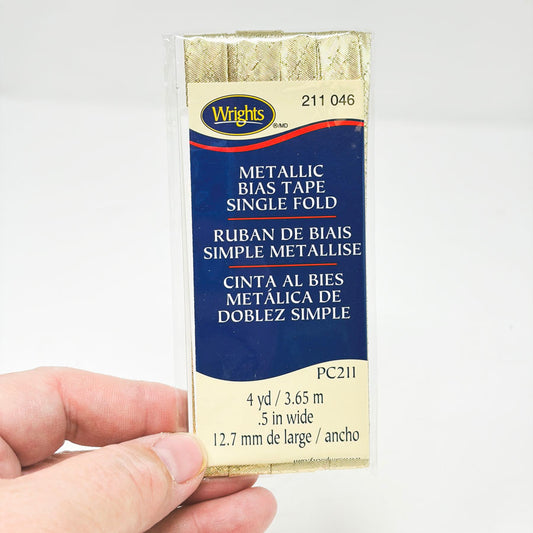 Wrights
®/MD
211 046
METALLIC
BIAS TAPE
SINGLE FOLD
RUBAN DE BIAIS
SIMPLE METALLISE
CINTA AL BIES
METÁLICA DE
DOBLEZ SIMPLE
PC211
4 yd / 3.65 m
.5 in wide
12.7 mm de large / ancho